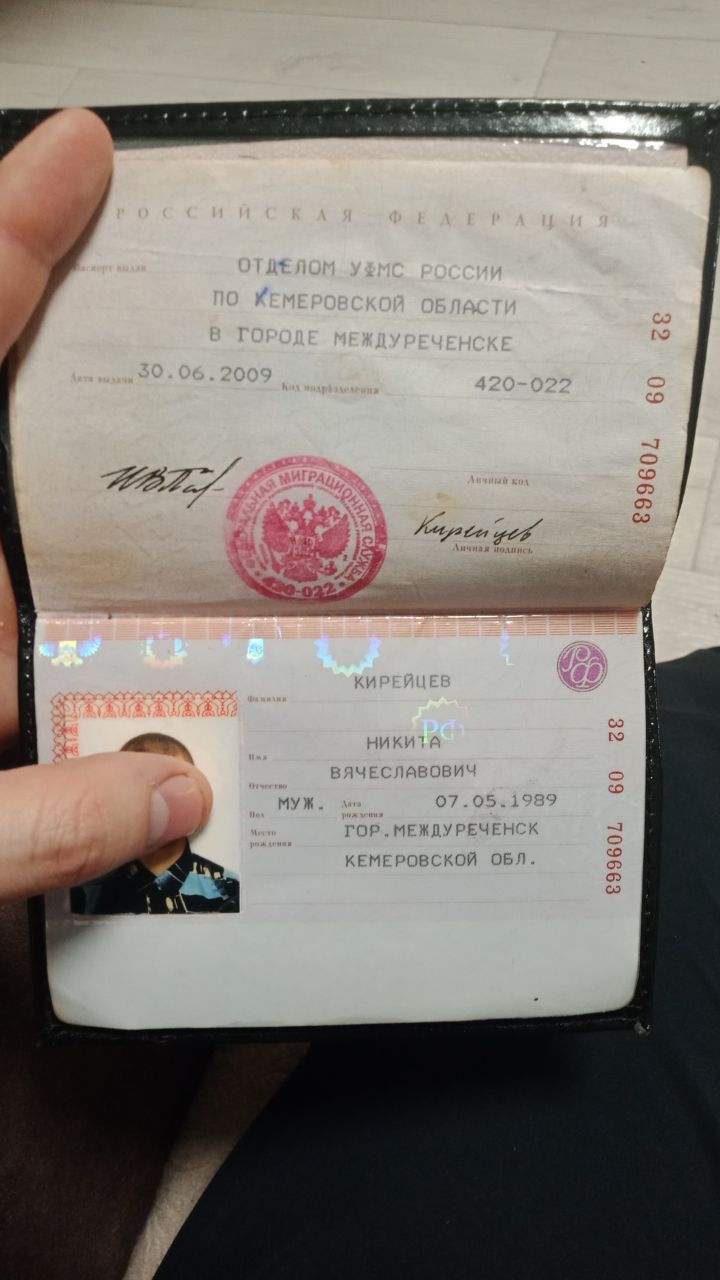 РОССИЙСКАЯ ФЕДЕРАЦИЯ
Паспорт выдан ОТДЕЛОМ УФМС РОССИИ
ПО КЕМЕРОВСКОЙ ОБЛАСТИ
В ГОРОДЕ МЕЖДУРЕЧЕНСКЕ
Дата выдачи 30.06.2009 Код подразделения 420-022
32 09 709663
Личный код
Кирейцев
Личная подпись
МИГРАЦИОННАЯ СЛУЖБА
420-022
РФ
КИРЕЙЦЕВ
Фамилия
РФ
НИКИТА
Имя
ВЯЧЕСЛАВОВИЧ
Отчество
Пол МУЖ. Дата рождения 07.05.1989
Место рождения ГОР.МЕЖДУРЕЧЕНСК
КЕМЕРОВСКОЙ ОБЛ.
32 09 709663